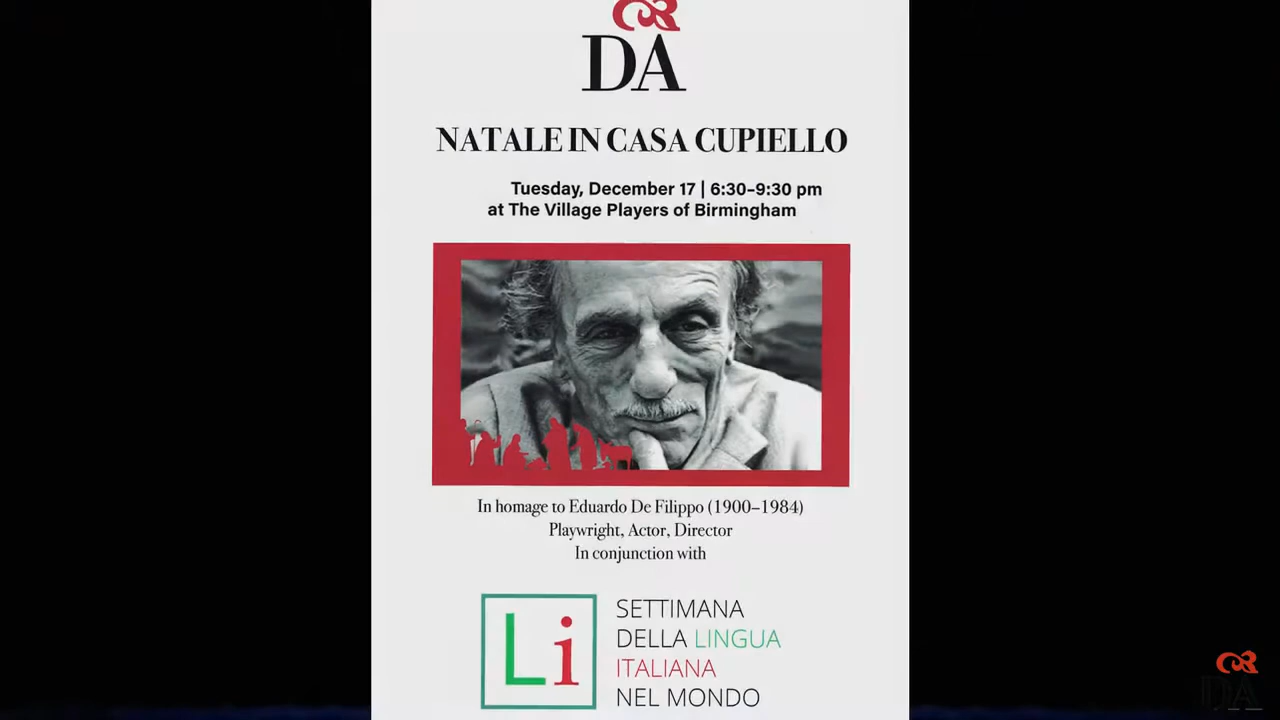 DA
NATALE IN CASA CUPIELLO
Tuesday, December 17 | 6:30–9:30 pm
at The Village Players of Birmingham
In homage to Eduardo De Filippo (1900–1984)
Playwright, Actor, Director
In conjunction with
Li
SETTIMANA
DELLA LINGUA
ITALIANA
NEL MONDO
DA